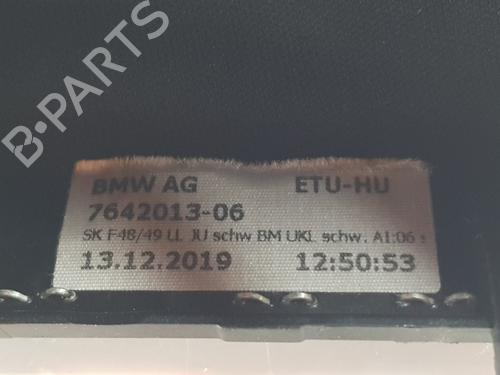 B-PARTS
BMW AG ETU-HU
7642013-06
SK F48/49 LL JU schw BM UKL schw. AI:06
13.12.2019 12:50:53